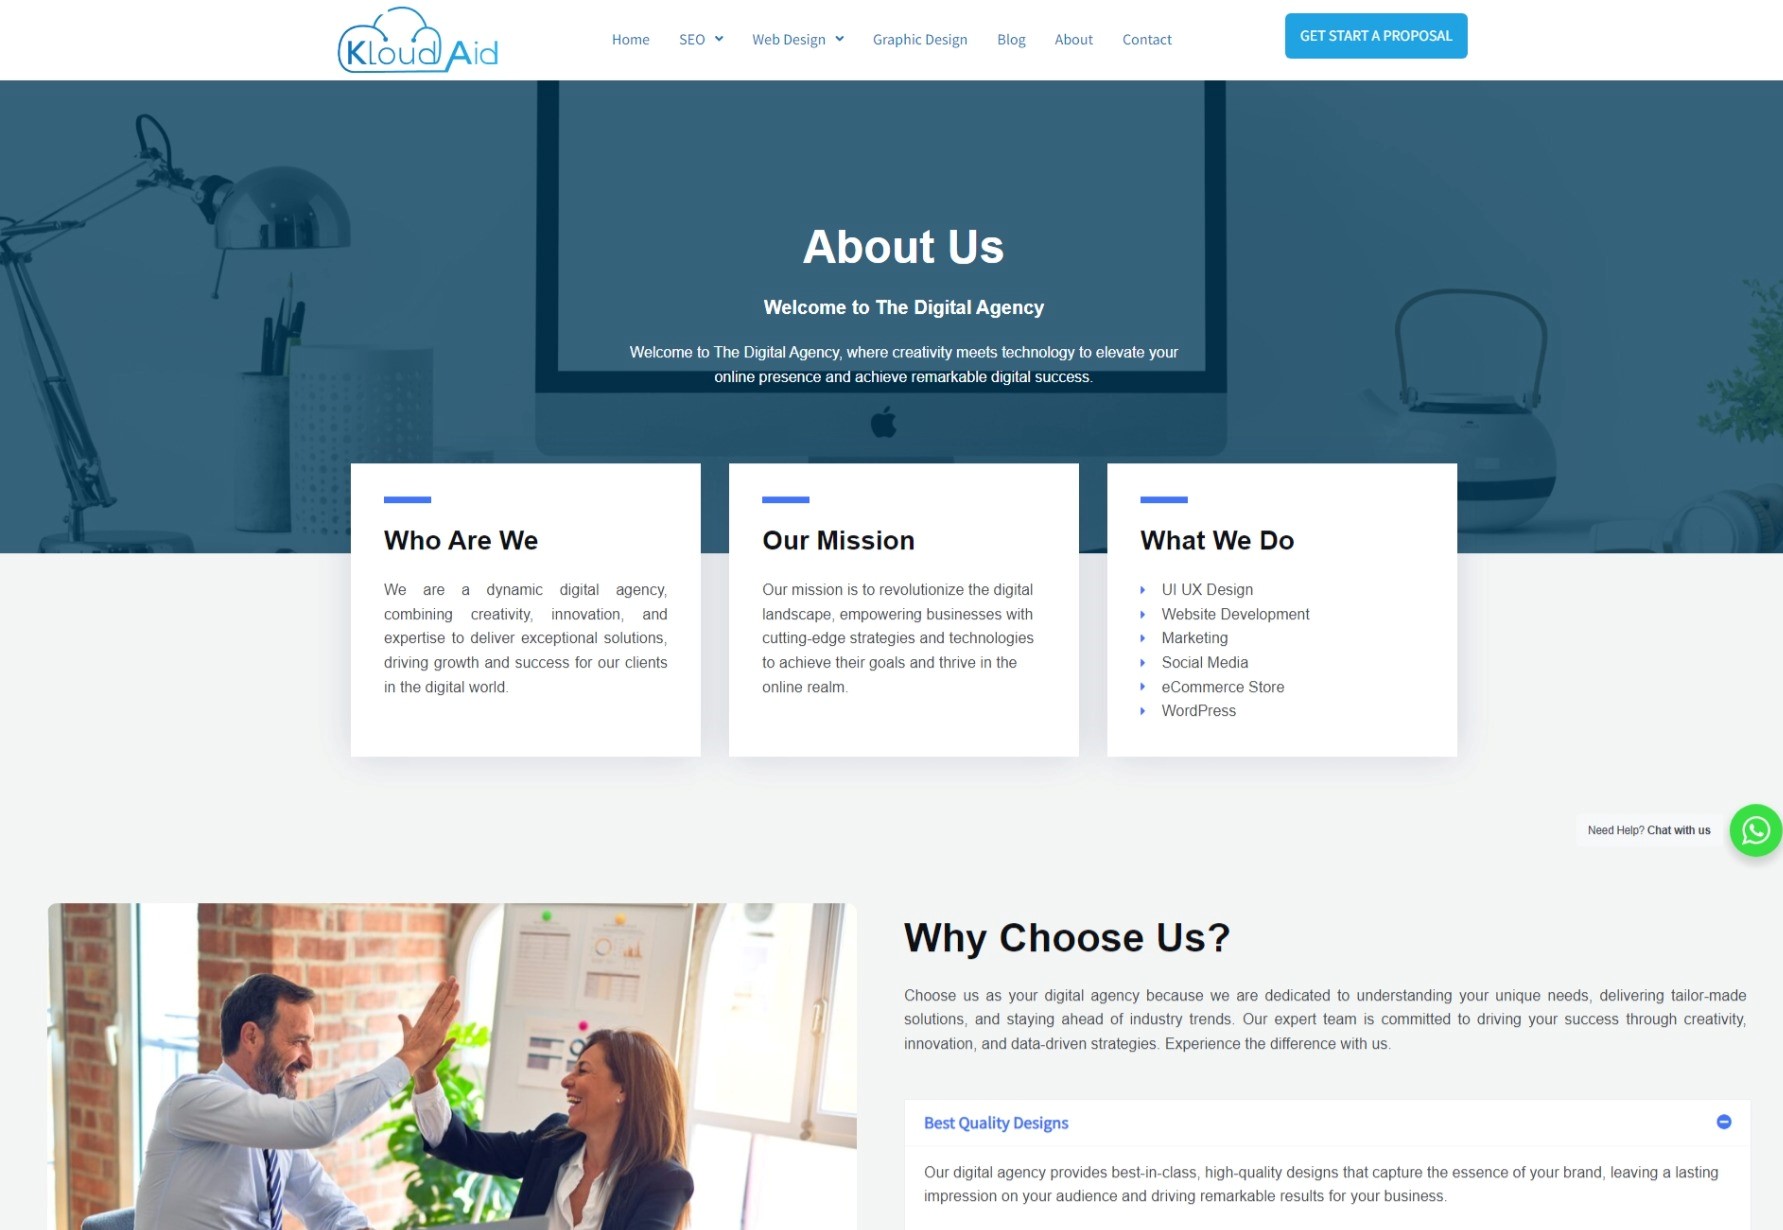 Kloud Aid
Home SEO Web Design Graphic Design Blog About Contact
GET START A PROPOSAL
About Us
Welcome to The Digital Agency
Welcome to The Digital Agency, where creativity meets technology to elevate your
online presence and achieve remarkable digital success.
Who Are We
We are a dynamic digital agency,
combining creativity, innovation, and
expertise to deliver exceptional solutions,
driving growth and success for our clients
in the digital world.
Our Mission
Our mission is to revolutionize the digital
landscape, empowering businesses with
cutting-edge strategies and technologies
to achieve their goals and thrive in the
online realm.
What We Do
UI UX Design
Website Development
Marketing
Social Media
eCommerce Store
WordPress
Need Help? Chat with us
Why Choose Us?
Choose us as your digital agency because we are dedicated to understanding your unique needs, delivering tailor-made
solutions, and staying ahead of industry trends. Our expert team is committed to driving your success through creativity,
innovation, and data-driven strategies. Experience the difference with us.
Best Quality Designs
Our digital agency provides best-in-class, high-quality designs that capture the essence of your brand, leaving a lasting
impression on your audience and driving remarkable results for your business.